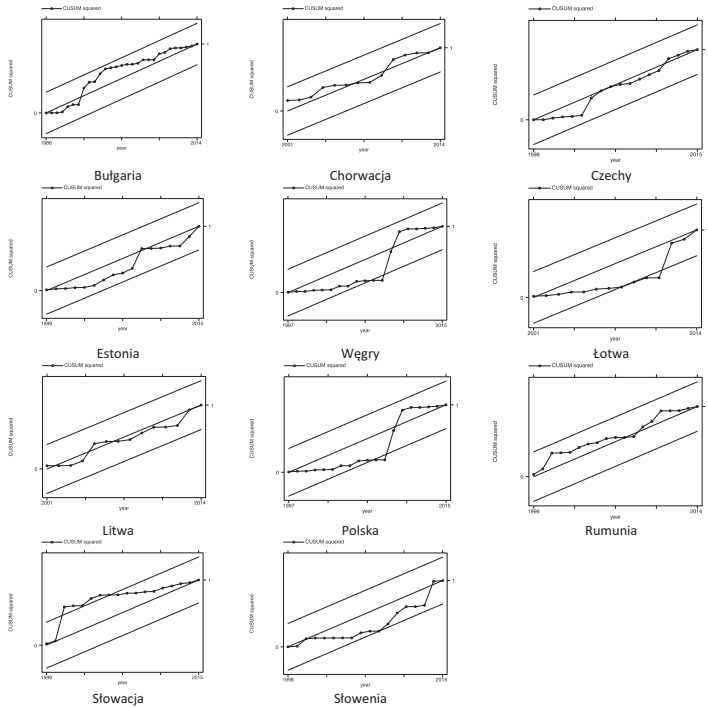 CUSUM squared
CUSUM squared
1
0
1986
2014
year
Bułgaria
CUSUM squared
CUSUM squared
1
0
2001
2014
year
Chorwacja
CUSUM squared
CUSUM squared
1
0
1998
2015
year
Czechy
CUSUM squared
CUSUM squared
1
0
1999
2015
year
Estonia
CUSUM squared
CUSUM squared
1
0
1997
2015
year
Węgry
CUSUM squared
CUSUM squared
1
0
2001
2014
year
Łotwa
CUSUM squared
CUSUM squared
1
0
2001
2014
year
Litwa
CUSUM squared
CUSUM squared
1
0
1997
2015
year
Polska
CUSUM squared
CUSUM squared
1
0
1996
2014
year
Rumunia
CUSUM squared
CUSUM squared
1
0
1998
2015
year
Słowacja
CUSUM squared
CUSUM squared
1
0
1998
2015
year
Słowenia